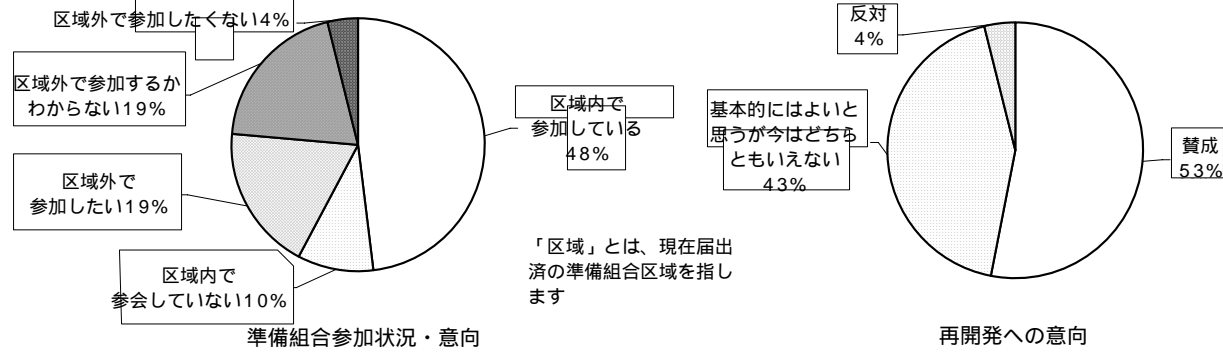 区域外で参加したくない4%
区域外で参加するか
わからない19%
区域外で
参加したい19%
区域内で
参会していない10%
区域内で
参加している
48%
「区域」とは、現在届出
済の準備組合区域を指し
ます
準備組合参加状況・意向
反対
4%
基本的にはよいと
思うが今はどちら
ともいえない
43%
賛成
53%
再開発への意向